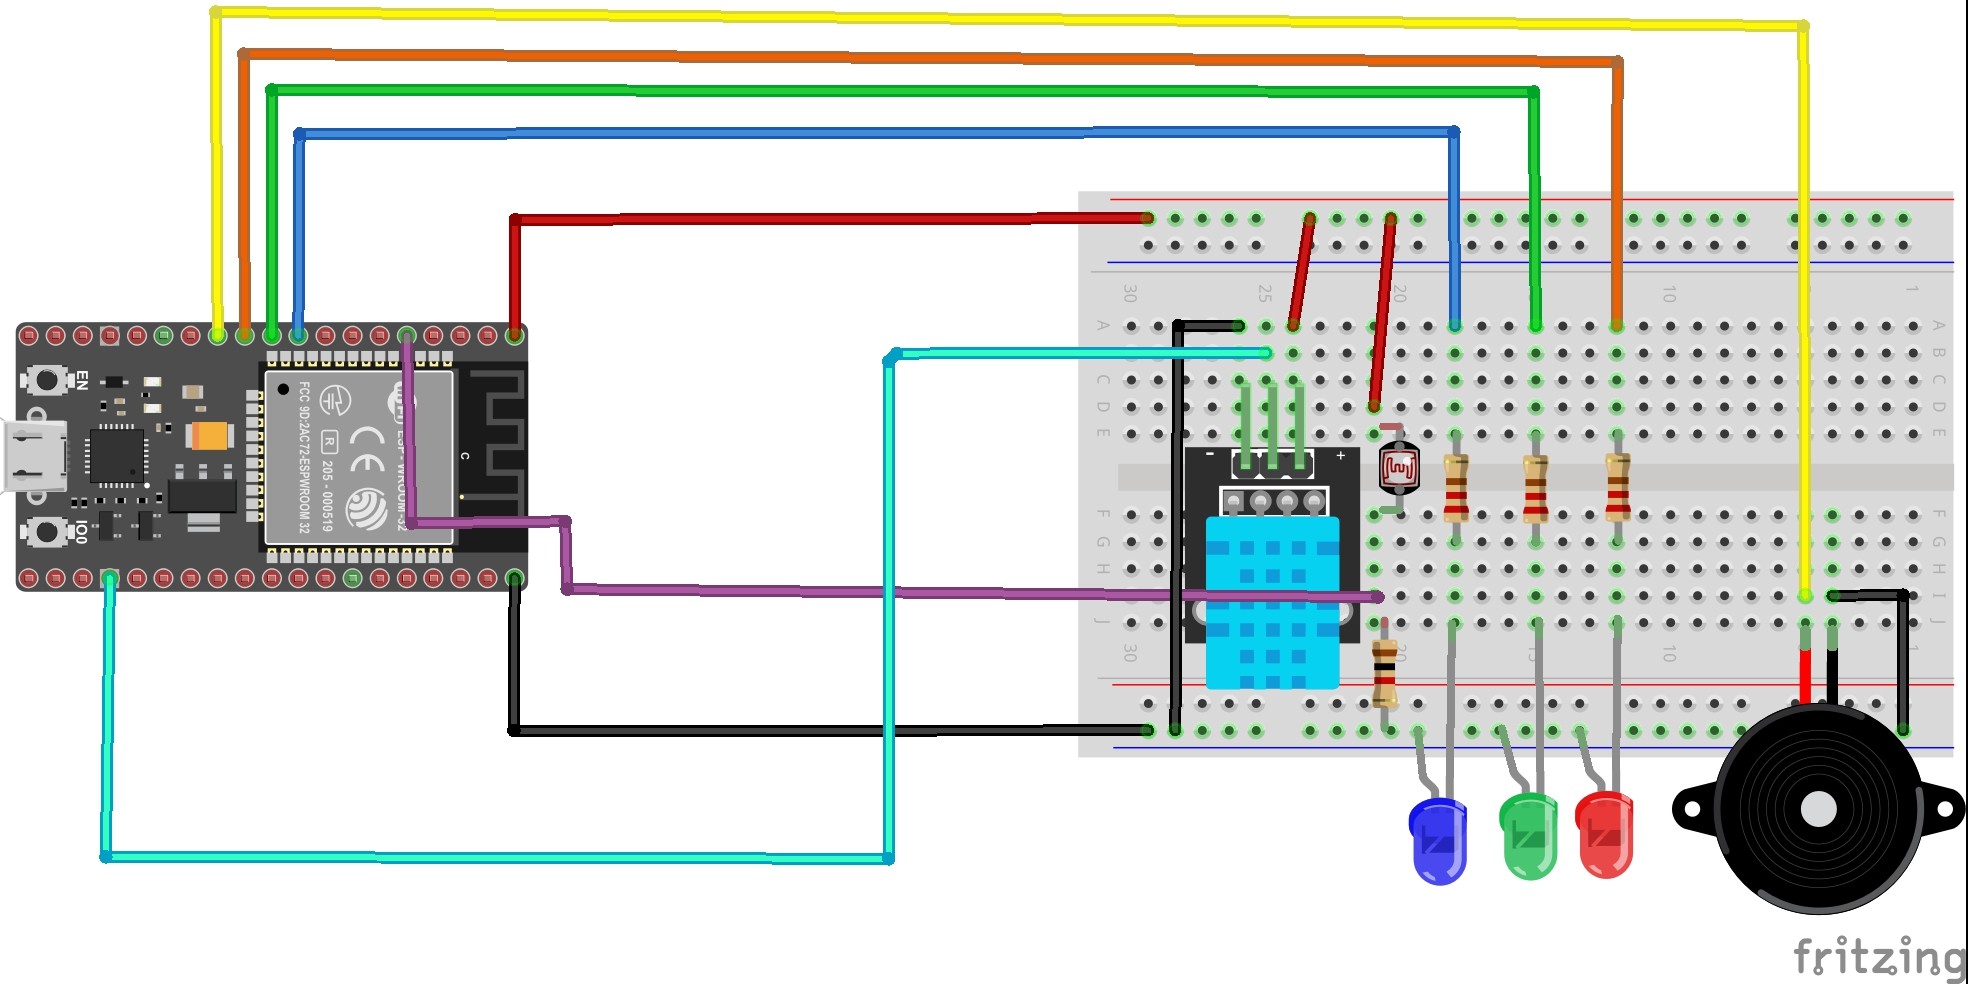 30
25
20
10
1
A
A
B
B
C
C
D
D
E
E
F
F
G
G
H
H
I
I
J
J
30
20
15
10
1
-
+
EN
IO0
FCC 9D:2AC72-ESPWROOM 32
R
205 - 000519
CE
WiFi
ESP - WROOM -32
C
fritzing